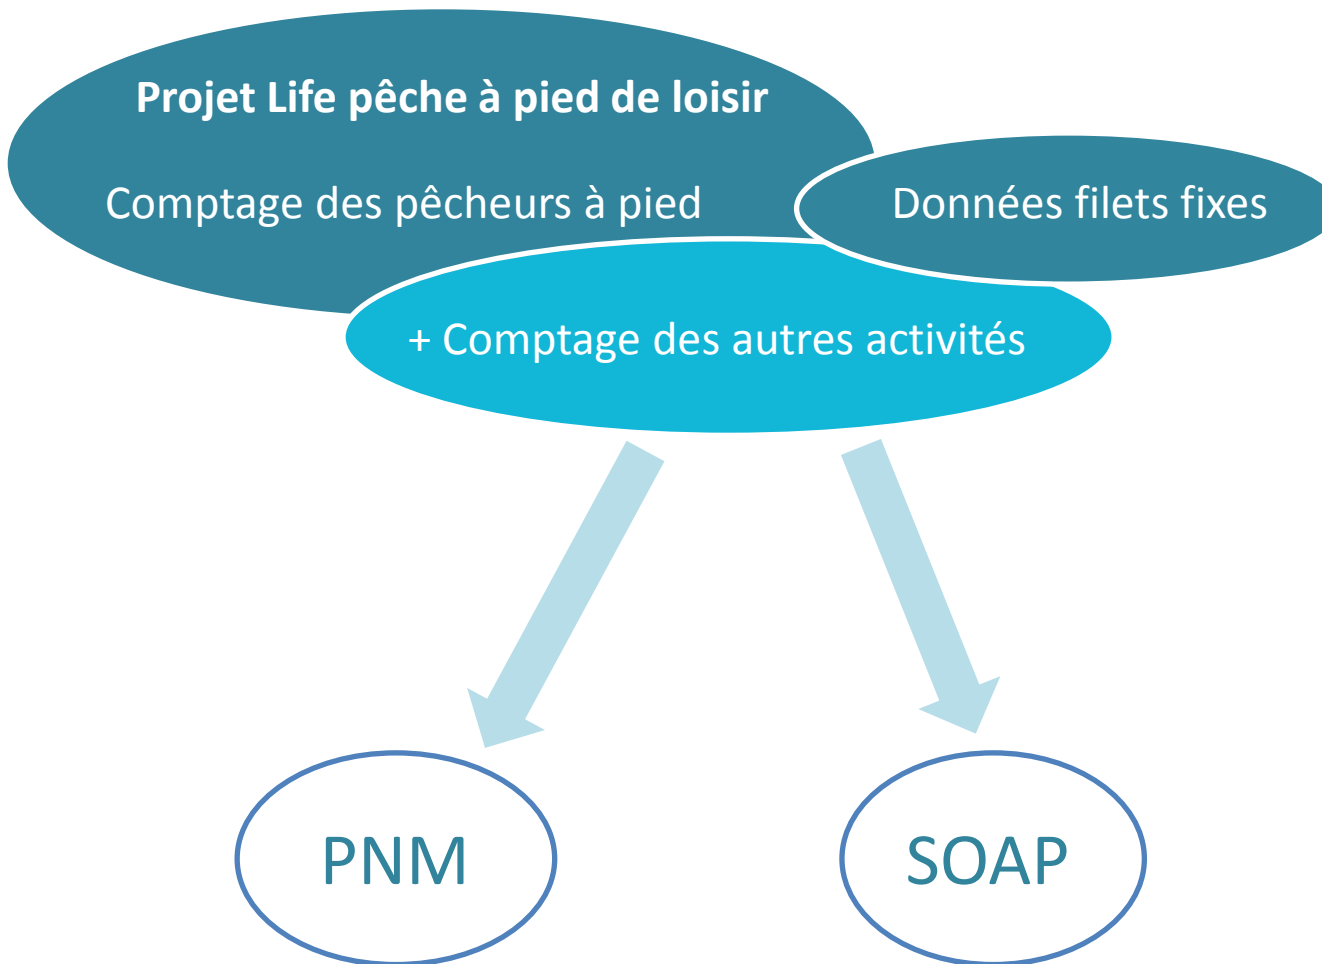 Projet Life pêche à pied de loisir
Comptage des pêcheurs à pied
Données filets fixes
+ Comptage des autres activités
PNM
SOAP